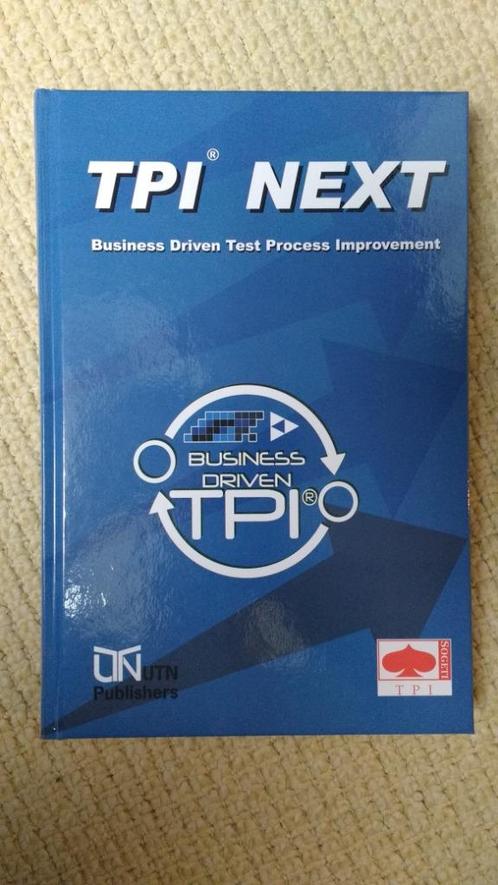 TPI® NEXT
Business Driven Test Process Improvement
BUSINESS
DRIVEN
TPI®
UTN
Publishers
SOGETI
TPI